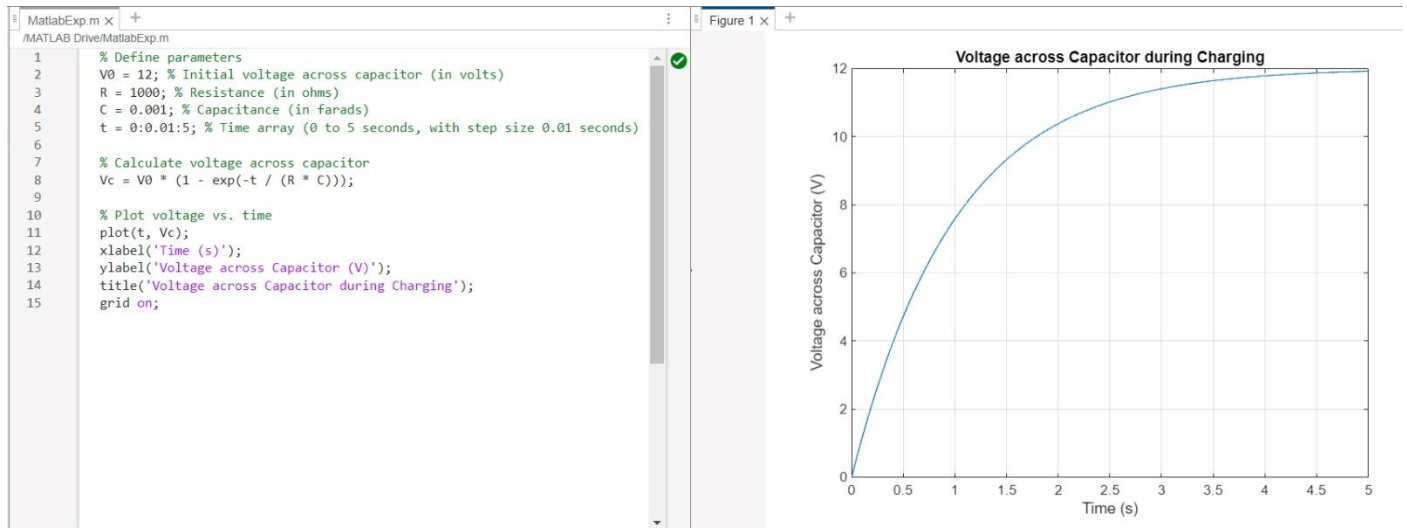 MatlabExp.m × +
/MATLAB Drive/MatlabExp.m
1 % Define parameters
2 V0 = 12; % Initial voltage across capacitor (in volts)
3 R = 1000; % Resistance (in ohms)
4 C = 0.001; % Capacitance (in farads)
5 t = 0:0.01:5; % Time array (0 to 5 seconds, with step size 0.01 seconds)
6
7 % Calculate voltage across capacitor
8 Vc = V0 * (1 - exp(-t / (R * C)));
9
10 % Plot voltage vs. time
11 plot(t, Vc);
12 xlabel('Time (s)');
13 ylabel('Voltage across Capacitor (V)');
14 title('Voltage across Capacitor during Charging');
15 grid on;
Figure 1 × +
Voltage across Capacitor during Charging
Voltage across Capacitor (V)
12
10
8
6
4
2
0
0 0.5 1 1.5 2 2.5 3 3.5 4 4.5 5
Time (s)